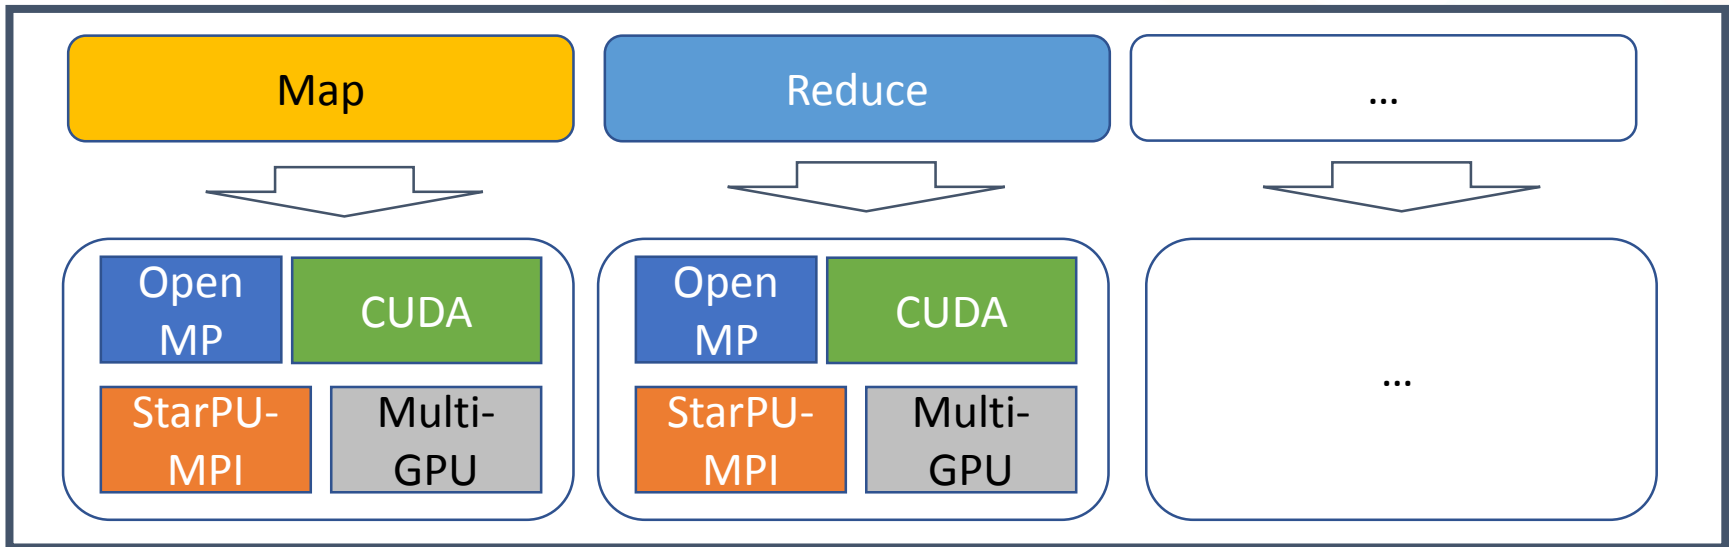 Map
Reduce
...
Open
MP
CUDA
StarPU-
MPI
Multi-
GPU
Open
MP
CUDA
StarPU-
MPI
Multi-
GPU
...